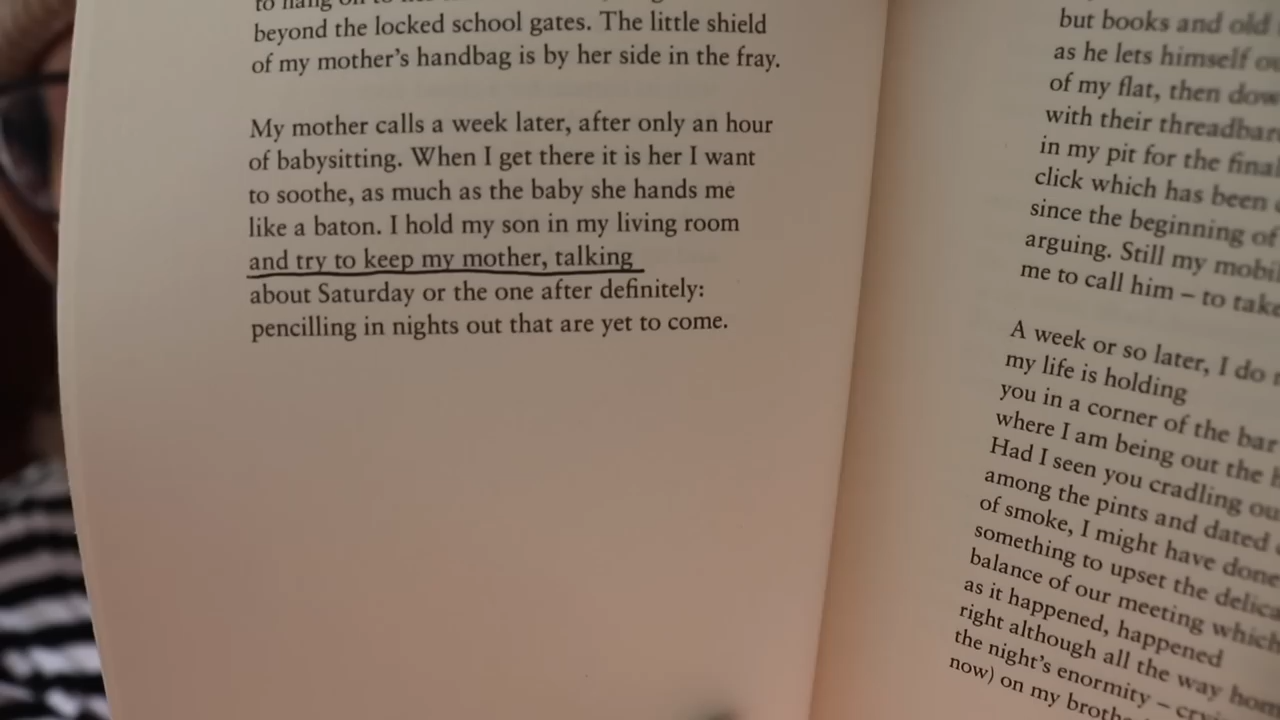 to hang on to
beyond the locked school gates. The little shield
of my mother's handbag is by her side in the fray.
My mother calls a week later, after only an hour
of babysitting. When I get there it is her I want
to soothe, as much as the baby she hands me
like a baton. I hold my son in my living room
and try to keep my mother, talking
about Saturday or the one after definitely:
pencilling in nights out that are yet to come.
but books and old
as he lets himself
of my flat, then
with their
in my pit for the final
click which has been
since the beginning of
arguing. Still my
me to call him – to take
A week or so later, I do
my life is holding
you in a corner of the bar
where I am being out the
Had I seen you cradling
among the pints and dated
of smoke, I might have done
something to upset the
balance of our meeting which
as it happened, happened
right although all the way
the night's enormity –
now) on my